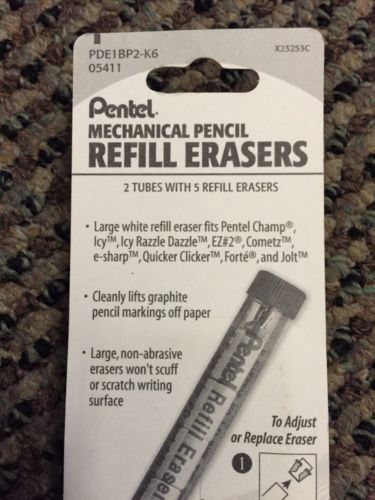 PDE1BP2-K6
05411
X23253C
Pentel®
MECHANICAL PENCIL
REFILL ERASERS
2 TUBES WITH 5 REFILL ERASERS
• Large white refill eraser fits Pentel Champ®,
Icy™, Icy Razzle Dazzle™, EZ#2®, Cometz™,
e-sharp™, Quicker Clicker™, Forté®, and Jolt™
• Cleanly lifts graphite
pencil markings off paper
• Large, non-abrasive
erasers won't scuff
or scratch writing
surface
Pentel Refill Eraser
To Adjust
or Replace Eraser
1